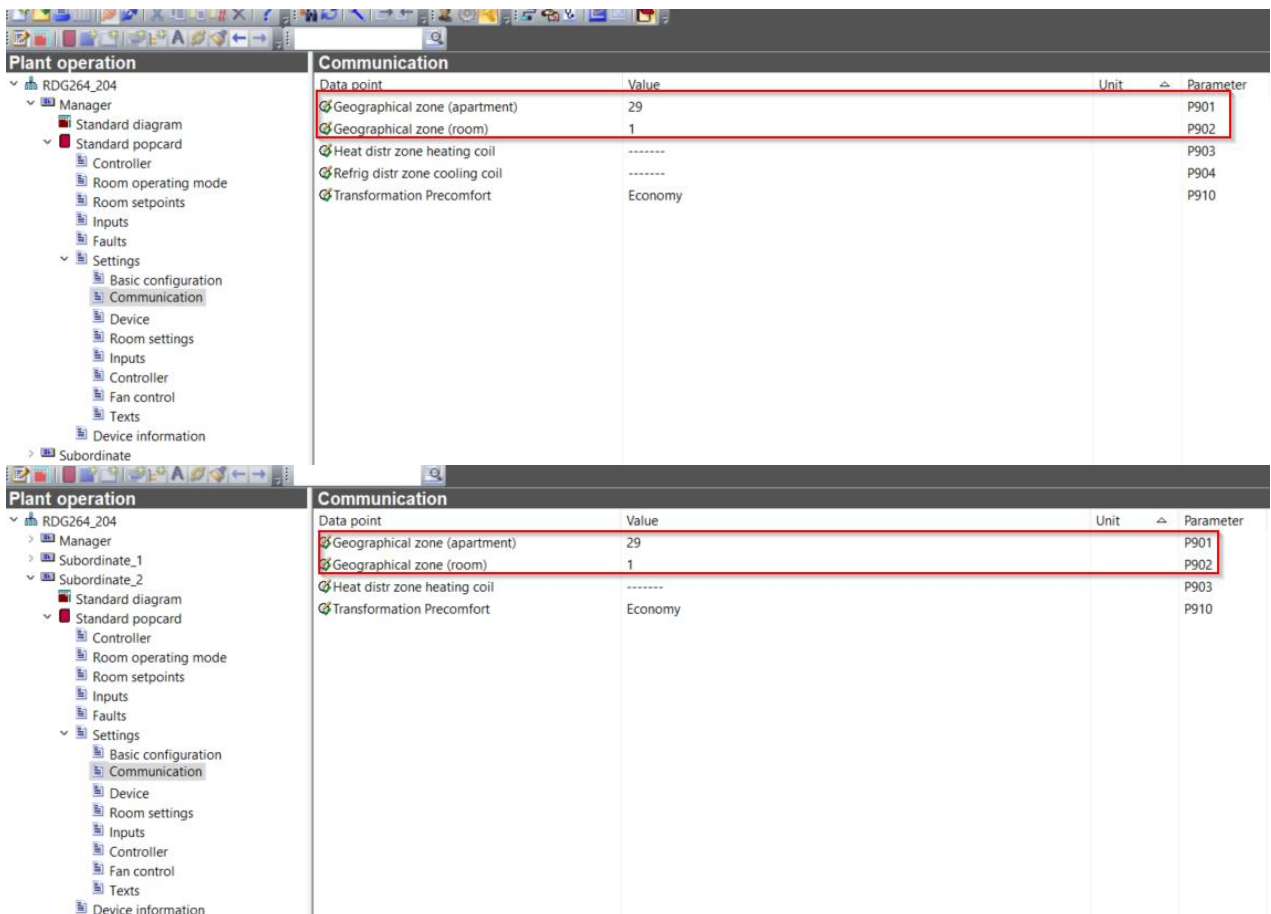 Plant operation
Communication
RDG264_204
Manager
Standard diagram
Standard popcard
Controller
Room operating mode
Room setpoints
Inputs
Faults
Settings
Basic configuration
Communication
Device
Room settings
Inputs
Controller
Fan control
Texts
Device information
Subordinate
Data point Value Unit Parameter
Geographical zone (apartment) 29 P901
Geographical zone (room) 1 P902
Heat distr zone heating coil ------- P903
Refrig distr zone cooling coil ------- P904
Transformation Precomfort Economy P910
Plant operation
Communication
RDG264_204
Manager
Subordinate_1
Subordinate_2
Standard diagram
Standard popcard
Controller
Room operating mode
Room setpoints
Inputs
Faults
Settings
Basic configuration
Communication
Device
Room settings
Inputs
Controller
Fan control
Texts
Device information
Data point Value Unit Parameter
Geographical zone (apartment) 29 P901
Geographical zone (room) 1 P902
Heat distr zone heating coil ------- P903
Transformation Precomfort Economy P910